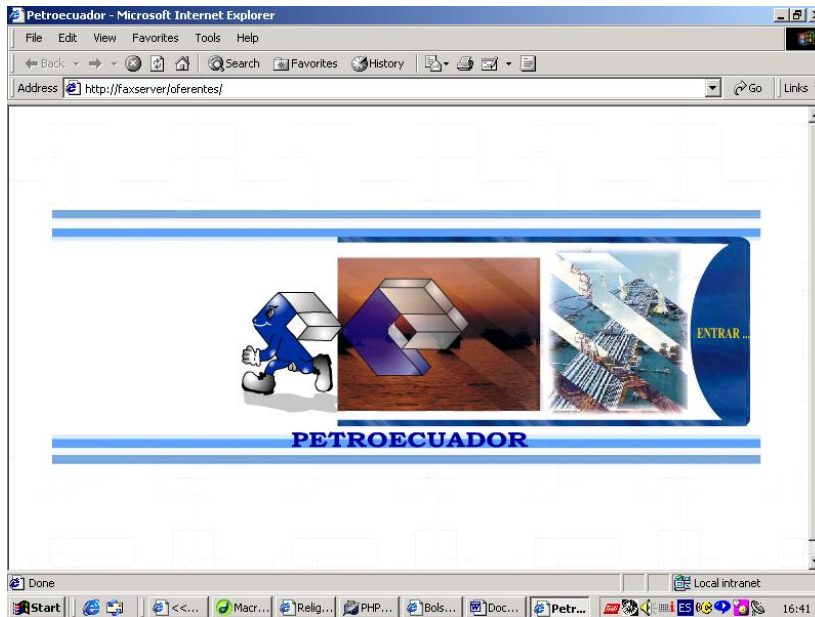 Petroecuador - Microsoft Internet Explorer
File Edit View Favorites Tools Help
Back Search Favorites History
Address http://faxserver/oferentes/ Go Links
ENTRAR ...
PETROECUADOR
Done Local intranet
Start <<... Macr... Relig... PHP... Bols... Doc... Petr... ES 16:41